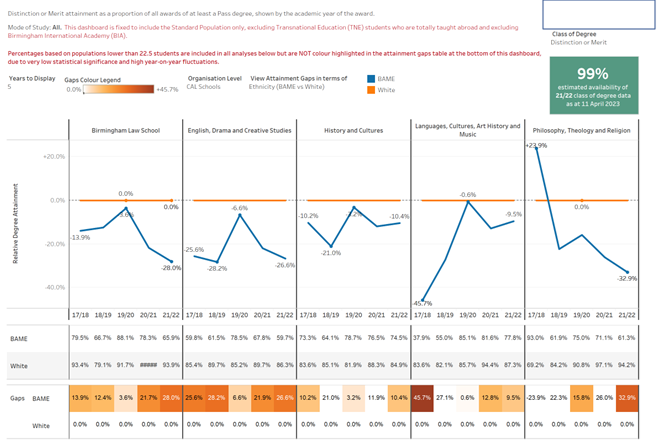 Distinction or Merit attainment as a proportion of all awards of at least a Pass degree, shown by the academic year of the award.
Mode of Study: All. This dashboard is fixed to include the Standard Population only, excluding Transnational Education (TNE) students who are totally taught abroad and excluding
Birmingham International Academy (BIA).
Percentages based on populations lower than 22.5 students are included in all analyses below but are NOT colour highlighted in the attainment gaps table at the bottom of this dashboard,
due to very low statistical significance and high year-on-year fluctuations.
Class of Degree
Distinction or Merit
99%
estimated availability of
21/22 class of degree data
as at 11 April 2023
Years to Display
5
Gaps Colour Legend
0.0% +45.7%
Organisation Level
CAL Schools
View Attainment Gaps in terms of
Ethnicity (BAME vs White)
BAME
White
Birmingham Law School English, Drama and Creative Studies History and Cultures Languages, Cultures, Art History and Music Philosophy, Theology and Religion
Relative Degree Attainment
+20.0%
0.0%
-20.0%
-40.0%
-13.9% 0.0% -3.6% 0.0% -28.0%
-25.6% -28.2% -6.6% -26.6%
-10.2% -21.0% -3.2% -10.4%
-45.7% -0.6% -9.5%
+23.9% 0.0% -32.9%
17/18 18/19 19/20 20/21 21/22 17/18 18/19 19/20 20/21 21/22 17/18 18/19 19/20 20/21 21/22 17/18 18/19 19/20 20/21 21/22 17/18 18/19 19/20 20/21 21/22
BAME 79.5% 66.7% 88.1% 78.3% 65.9% 59.8% 61.5% 78.5% 67.8% 59.7% 73.3% 64.1% 78.7% 76.5% 74.5% 37.9% 55.0% 85.1% 81.6% 77.8% 93.0% 61.9% 75.0% 71.1% 61.3%
White 93.4% 79.1% 91.7% ##### 93.9% 85.4% 89.7% 85.2% 89.7% 86.3% 83.6% 85.1% 81.9% 88.3% 84.9% 83.6% 82.1% 85.7% 94.4% 87.3% 69.2% 84.2% 90.8% 97.1% 94.2%
Gaps BAME 13.9% 12.4% 3.6% 21.7% 28.0% 25.6% 28.2% 6.6% 21.9% 26.6% 10.2% 21.0% 3.2% 11.9% 10.4% 45.7% 27.1% 0.6% 12.8% 9.5% -23.9% 22.3% 15.8% 26.0% 32.9%
White 0.0% 0.0% 0.0% 0.0% 0.0% 0.0% 0.0% 0.0% 0.0% 0.0% 0.0% 0.0% 0.0% 0.0% 0.0% 0.0% 0.0% 0.0% 0.0% 0.0% 0.0% 0.0% 0.0% 0.0% 0.0%